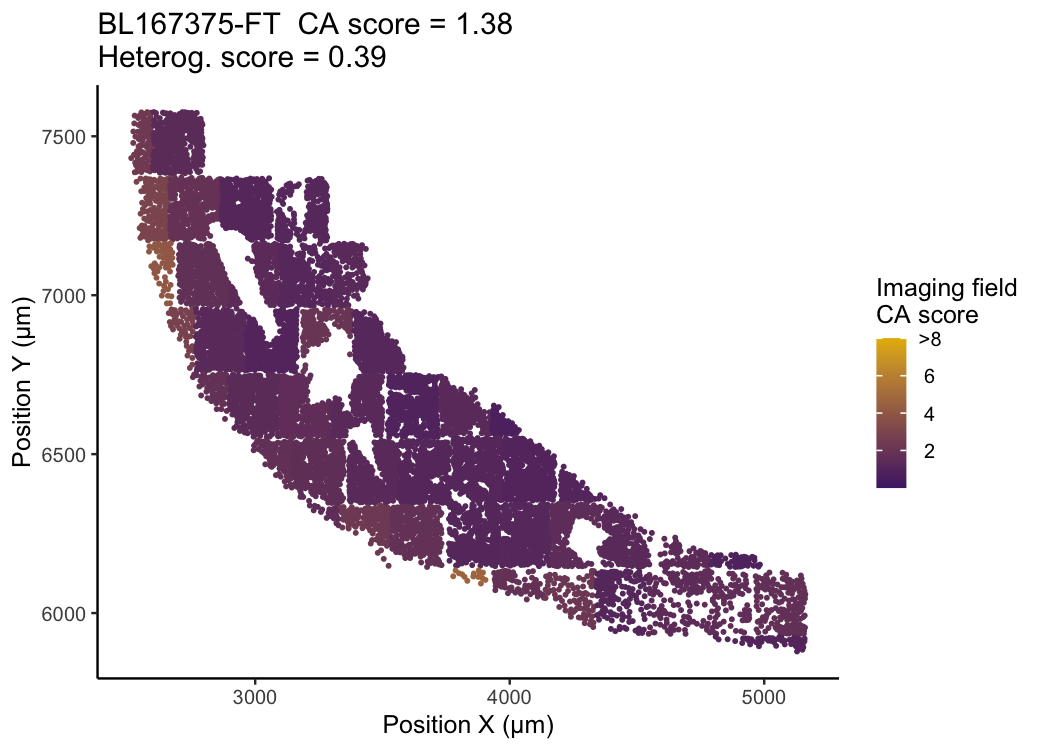 BL167375-FT  CA score = 1.38
Heterog. score = 0.39
7500
7000
6500
6000
Position Y (µm)
3000
4000
5000
Position X (µm)
Imaging field
CA score
>8
6
4
2